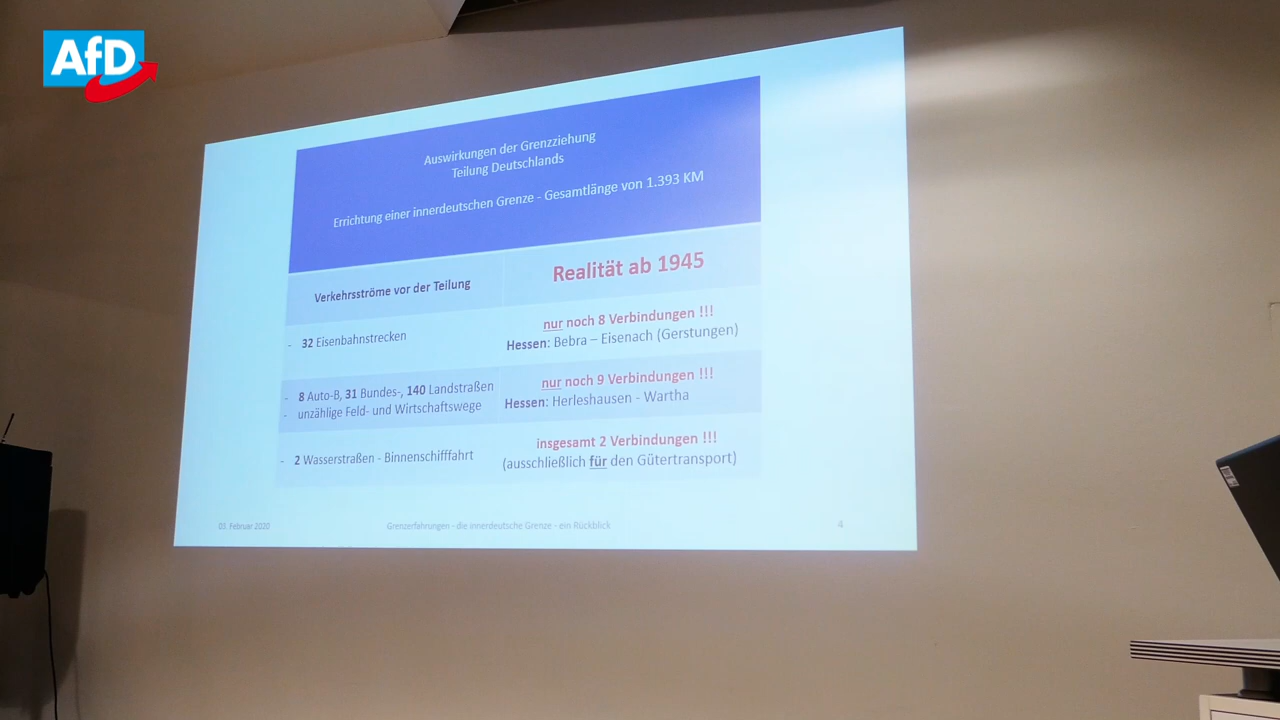 AfD
Auswirkungen der Grenzziehung
Teilung Deutschlands
Errichtung einer innerdeutschen Grenze - Gesamtlänge von 1.393 KM
Verkehrsströme vor der Teilung
Realität ab 1945
- 32 Eisenbahnstrecken
nur noch 8 Verbindungen !!!
Hessen: Bebra – Eisenach (Gerstungen)
- 8 Auto-B, 31 Bundes-, 140 Landstraßen
- unzählige Feld- und Wirtschaftswege
nur noch 9 Verbindungen !!!
Hessen: Herleshausen - Wartha
- 2 Wasserstraßen - Binnenschifffahrt
insgesamt 2 Verbindungen !!!
(ausschließlich für den Gütertransport)
Februar 2020
Grenzerfahrungen - die innerdeutsche Grenze - ein Rückblick
4